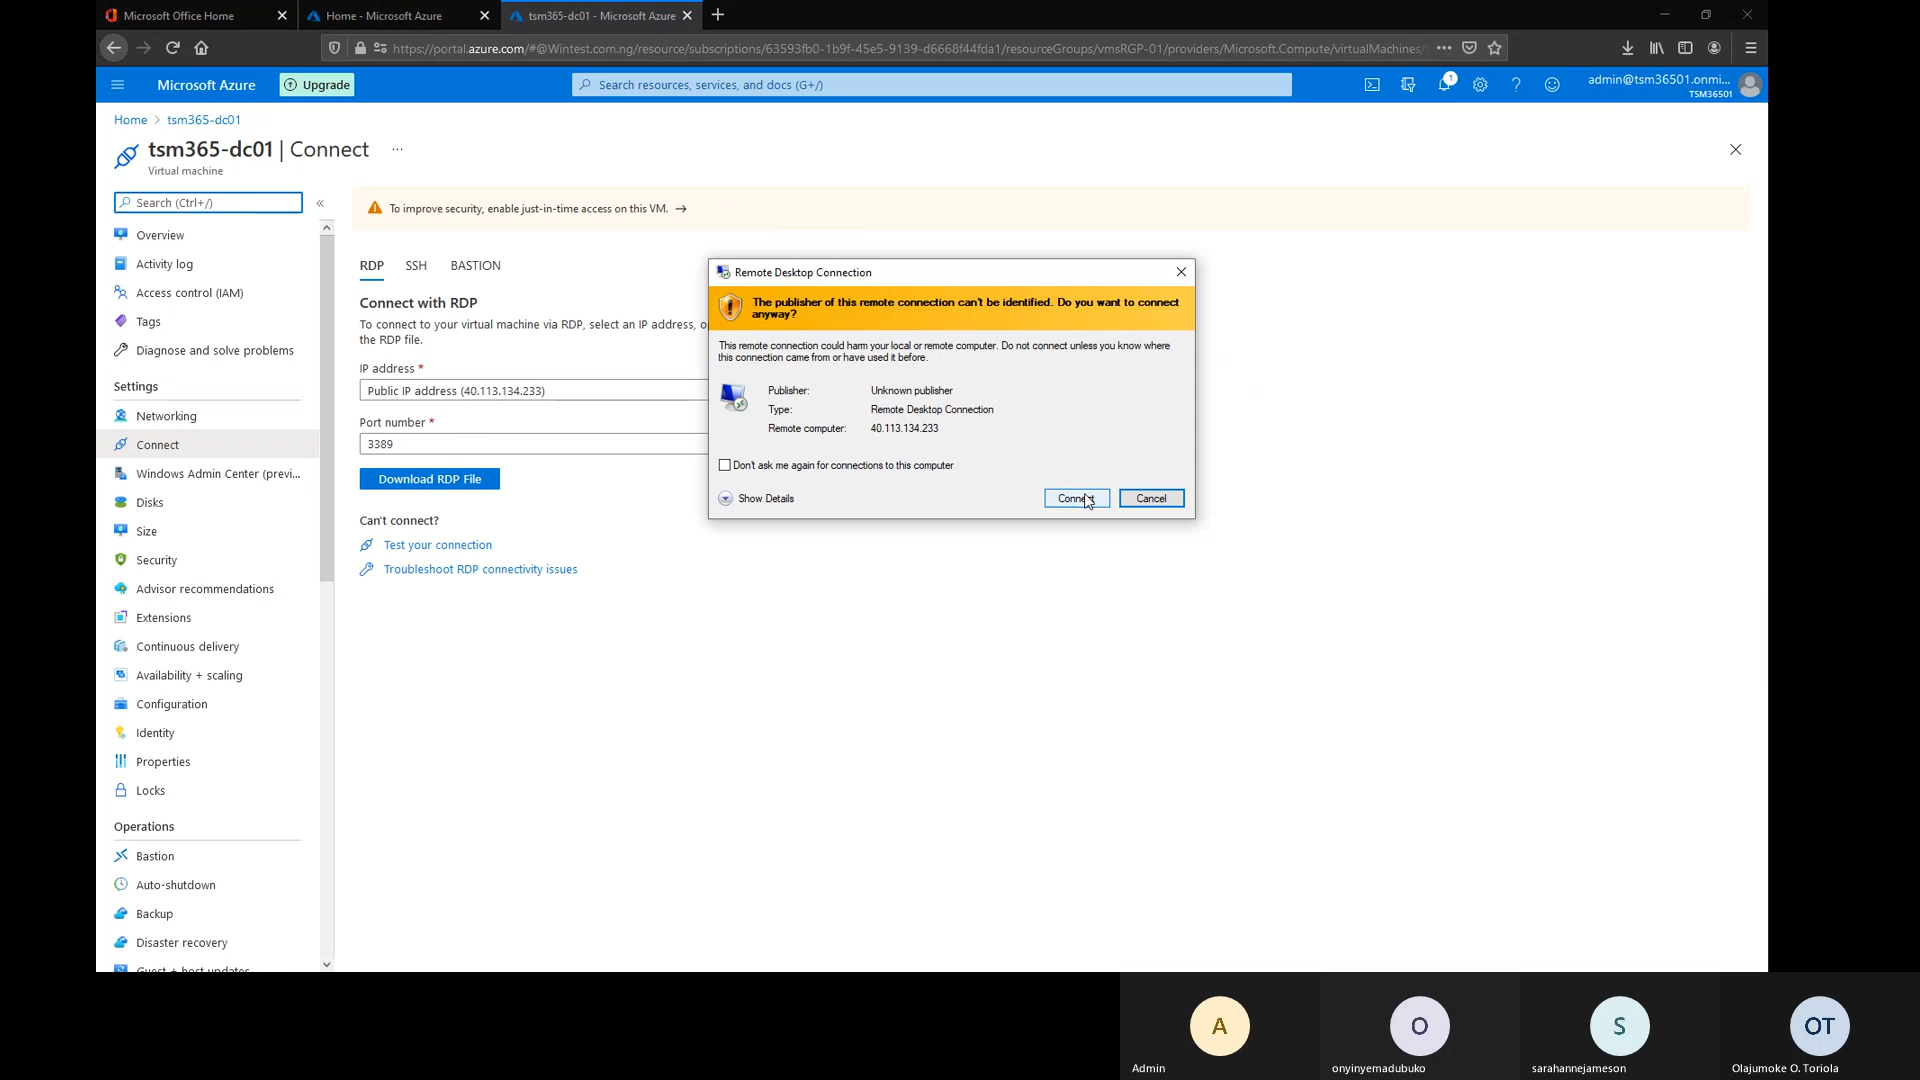 Microsoft Office Home
Home - Microsoft Azure
tsm365-dc01 - Microsoft Azure
https://portal.azure.com/#@Wintest.com.ng/resource/subscriptions/63593fb0-1b9f-45e5-9139-d6668f44fda1/resourceGroups/vmsRGP-01/providers/Microsoft.Compute/virtualMachines/
Microsoft Azure
Upgrade
Search resources, services, and docs (G+/)
1
admin@tsm36501.onmi...
TSM36501
Home > tsm365-dc01
tsm365-dc01 | Connect ...
Virtual machine
Search (Ctrl+/)
To improve security, enable just-in-time access on this VM. →
Overview
Activity log
Access control (IAM)
Tags
Diagnose and solve problems
Settings
Networking
Connect
Windows Admin Center (previ...
Disks
Size
Security
Advisor recommendations
Extensions
Continuous delivery
Availability + scaling
Configuration
Identity
Properties
Locks
Operations
Bastion
Auto-shutdown
Backup
Disaster recovery
Guest + host updates
RDP SSH BASTION
Connect with RDP
To connect to your virtual machine via RDP, select an IP address,
the RDP file.
IP address *
Public IP address (40.113.134.233)
Port number *
3389
Download RDP File
Can't connect?
Test your connection
Troubleshoot RDP connectivity issues
Remote Desktop Connection
The publisher of this remote connection can't be identified. Do you want to connect
anyway?
This remote connection could harm your local or remote computer. Do not connect unless you know where
this connection came from or have used it before.
Publisher: Unknown publisher
Type: Remote Desktop Connection
Remote computer: 40.113.134.233
Don't ask me again for connections to this computer
Show Details
Connect
Cancel
A
O
S
OT
Admin
onyinyemadubuko
sarahannejameson
Olajumoke O. Toriola